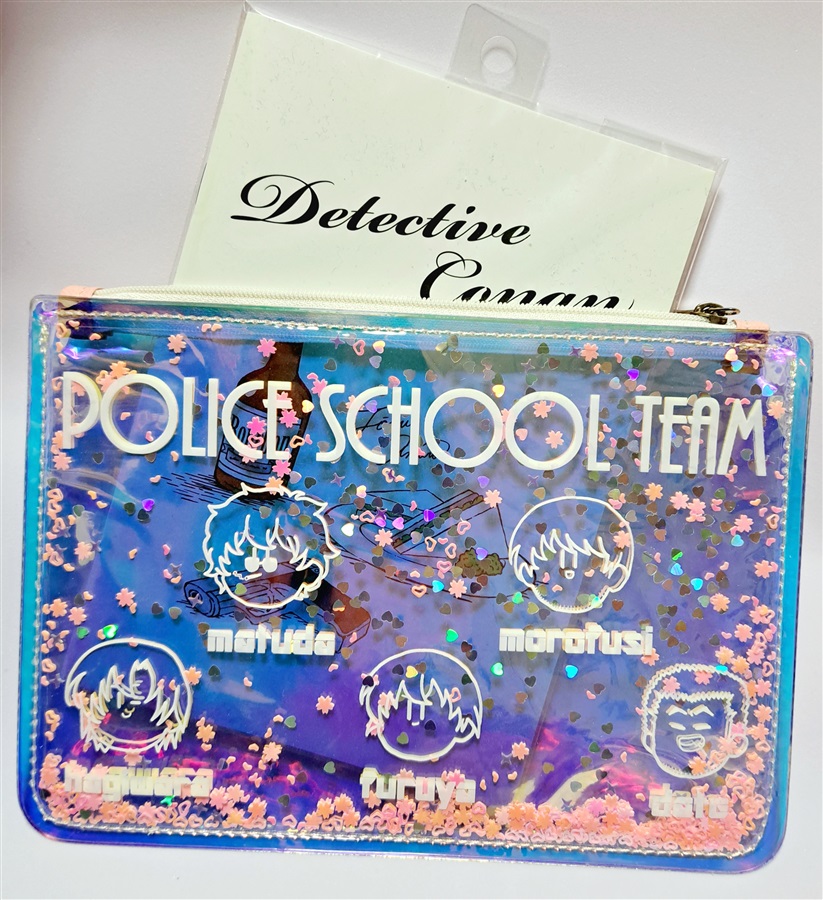 Detective
Conan
POLICE SCHOOL TEAM
matuda
morofusi
hagiwara
furuya
date